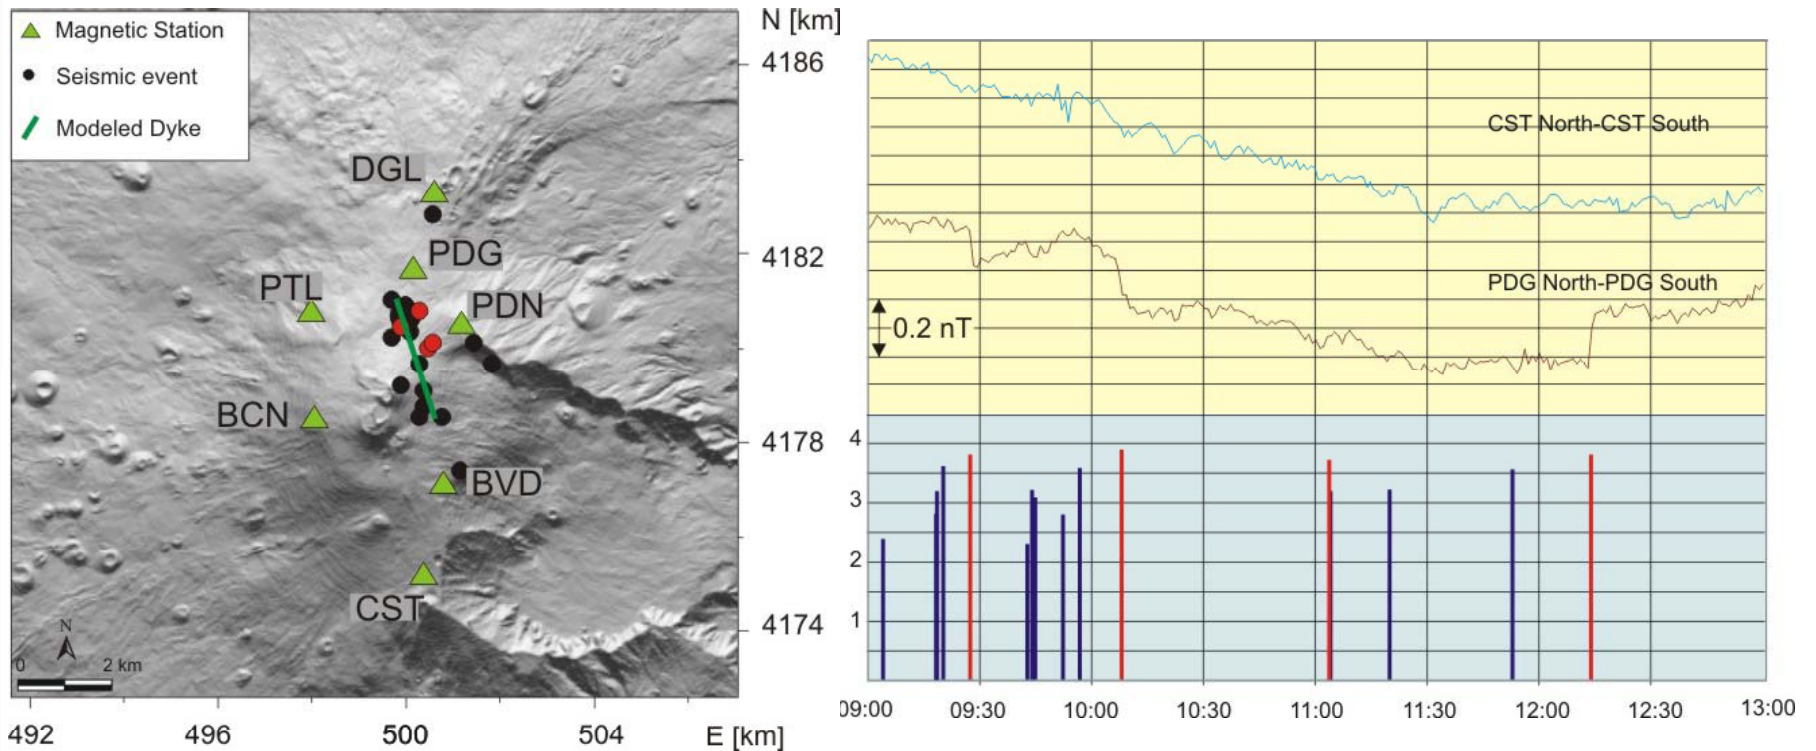 Magnetic Station
Seismic event
Modeled Dyke
N [km]
4186
4182
4178
4174
DGL
PDG
PTL
PDN
BCN
BVD
CST
N
0 2 km
492 496 500 504 E [km]
CST North-CST South
PDG North-PDG South
0.2 nT
4
3
2
1
09:00 09:30 10:00 10:30 11:00 11:30 12:00 12:30 13:00